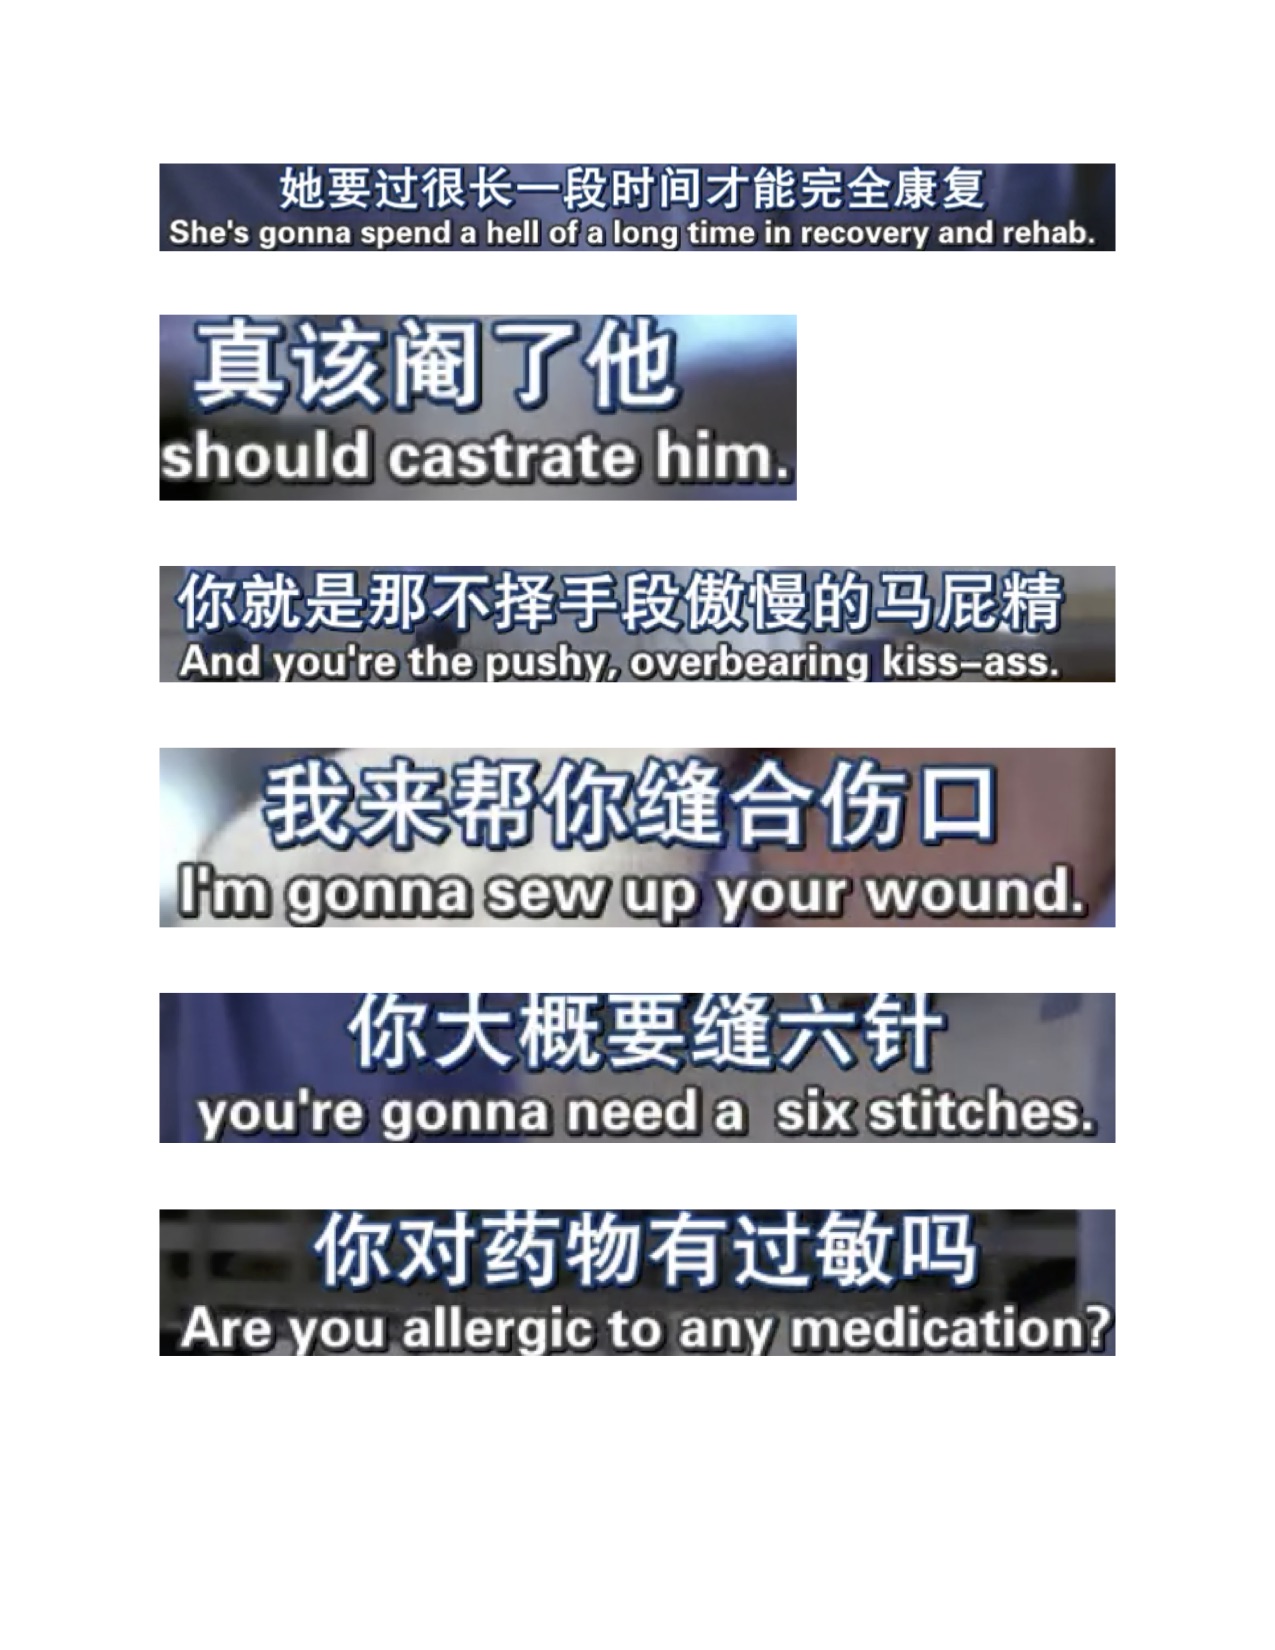 她要过很长一段时间才能完全康复
She's gonna spend a hell of a long time in recovery and rehab.
真该阉了他
should castrate him.
你就是那不择手段傲慢的马屁精
And you're the pushy, overbearing kiss-ass.
我来帮你缝合伤口
I'm gonna sew up your wound.
你大概要缝六针
you're gonna need a six stitches.
你对药物有过敏吗
Are you allergic to any medication?